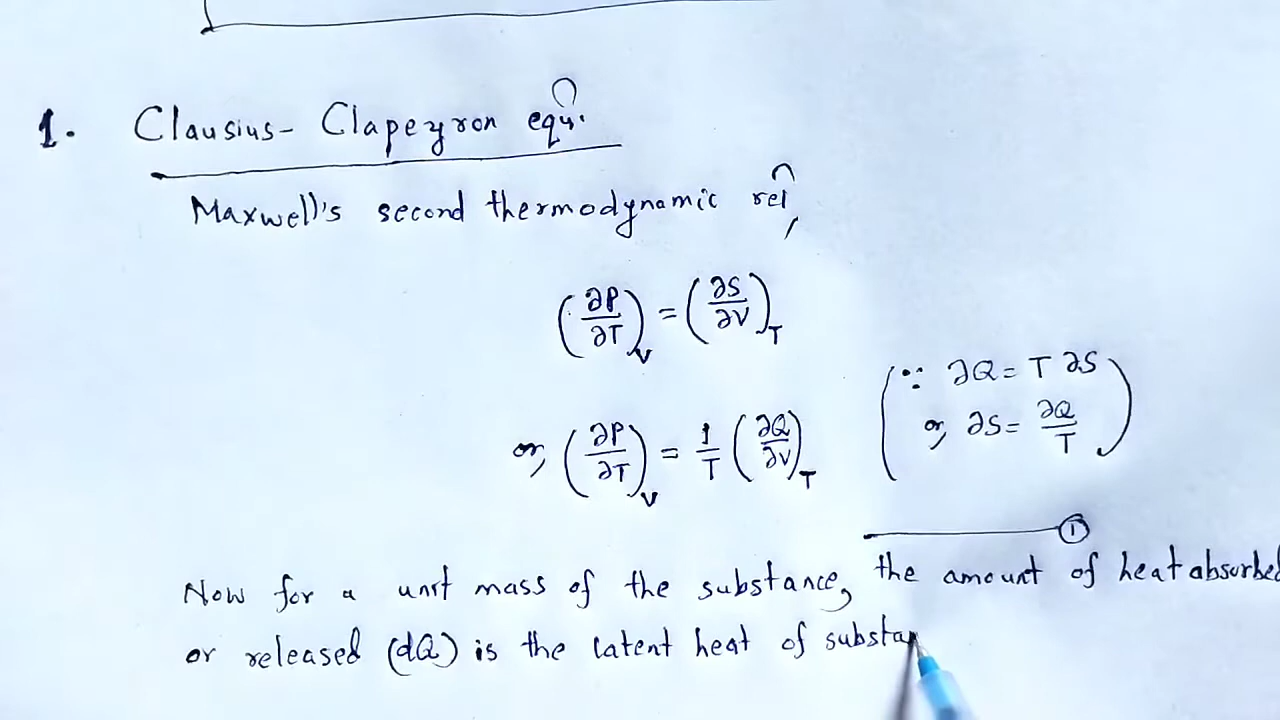 1. Clausius - Clapeyron eqn.
Maxwell's second thermodynamic reln,
(∂P/∂T)_V = (∂S/∂V)_T
(∵ ∂Q = T ∂S
or, ∂S = ∂Q/T)
or, (∂P/∂T)_V = 1/T (∂Q/∂V)_T
①
Now for a unit mass of the substance, the amount of heat absorbed
or released (dQ) is the latent heat of substa